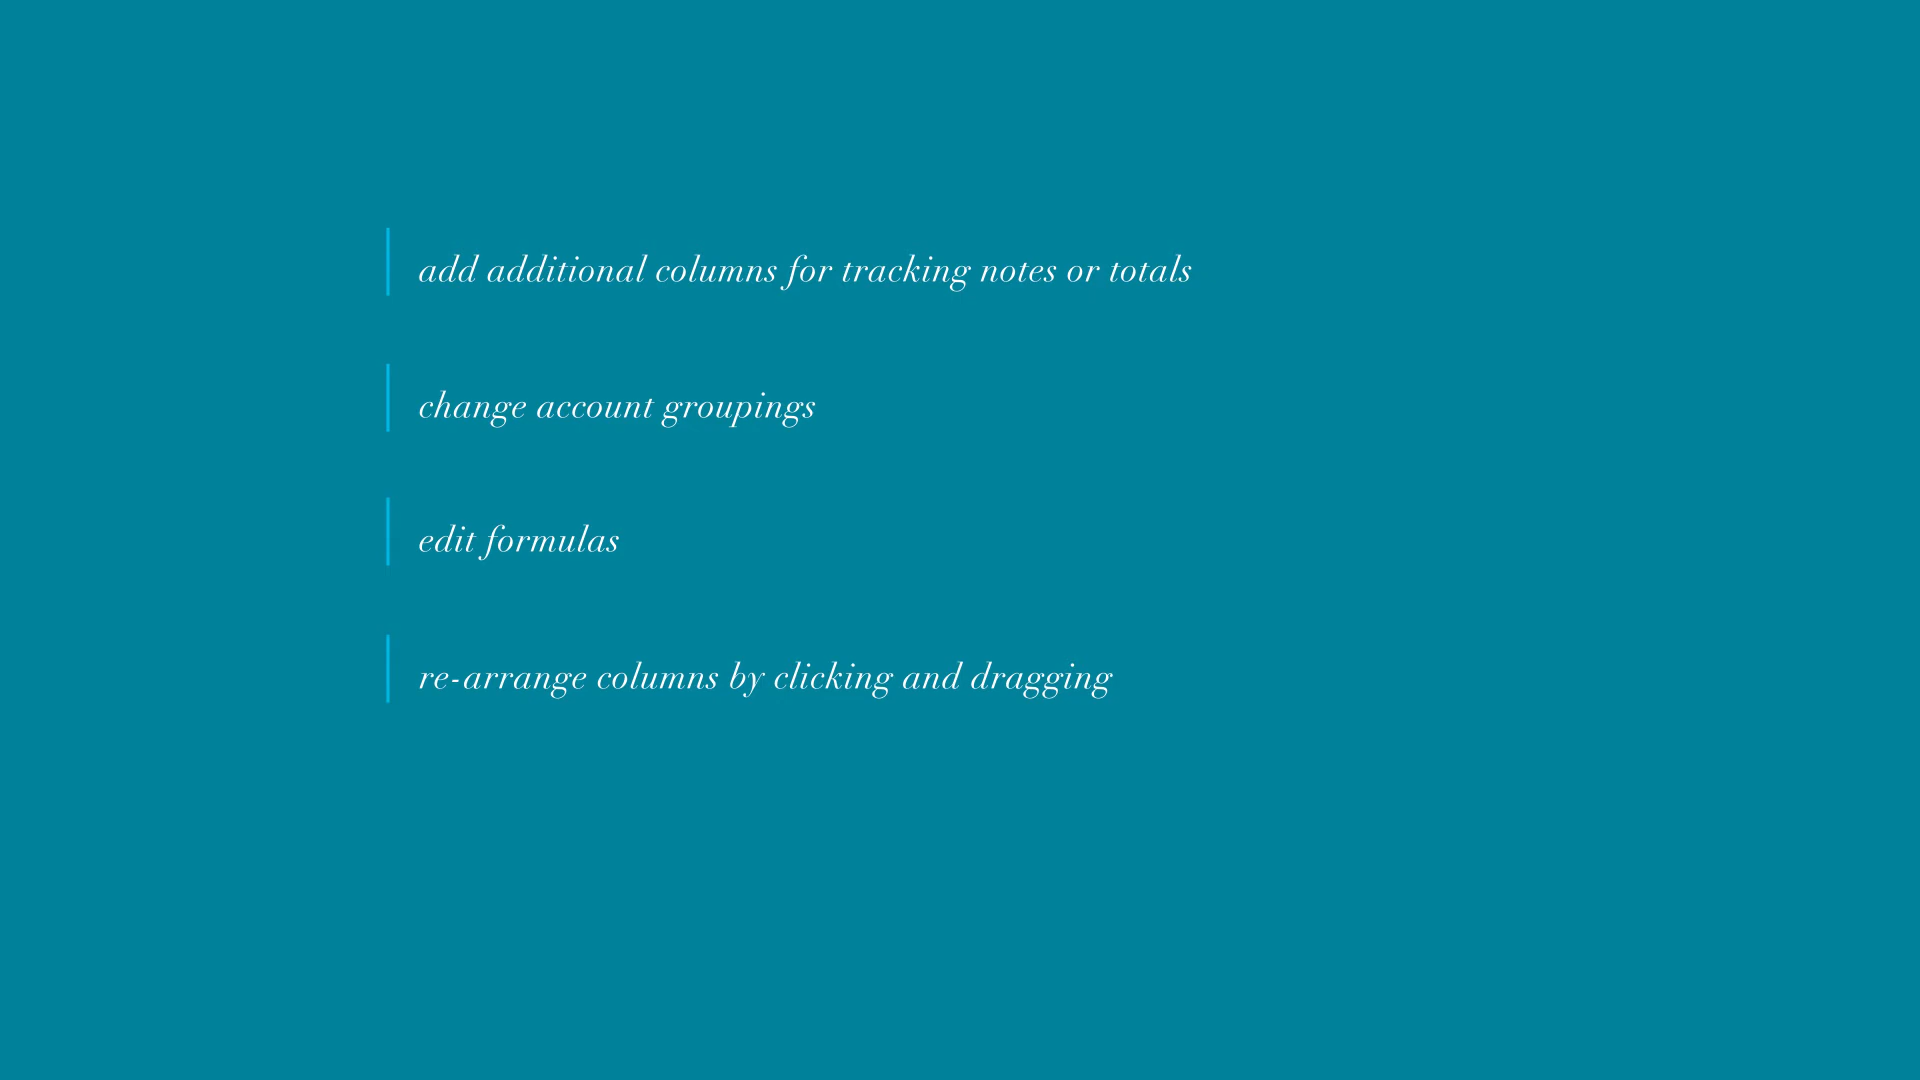 add additional columns for tracking notes or totals
change account groupings
edit formulas
re-arrange columns by clicking and dragging